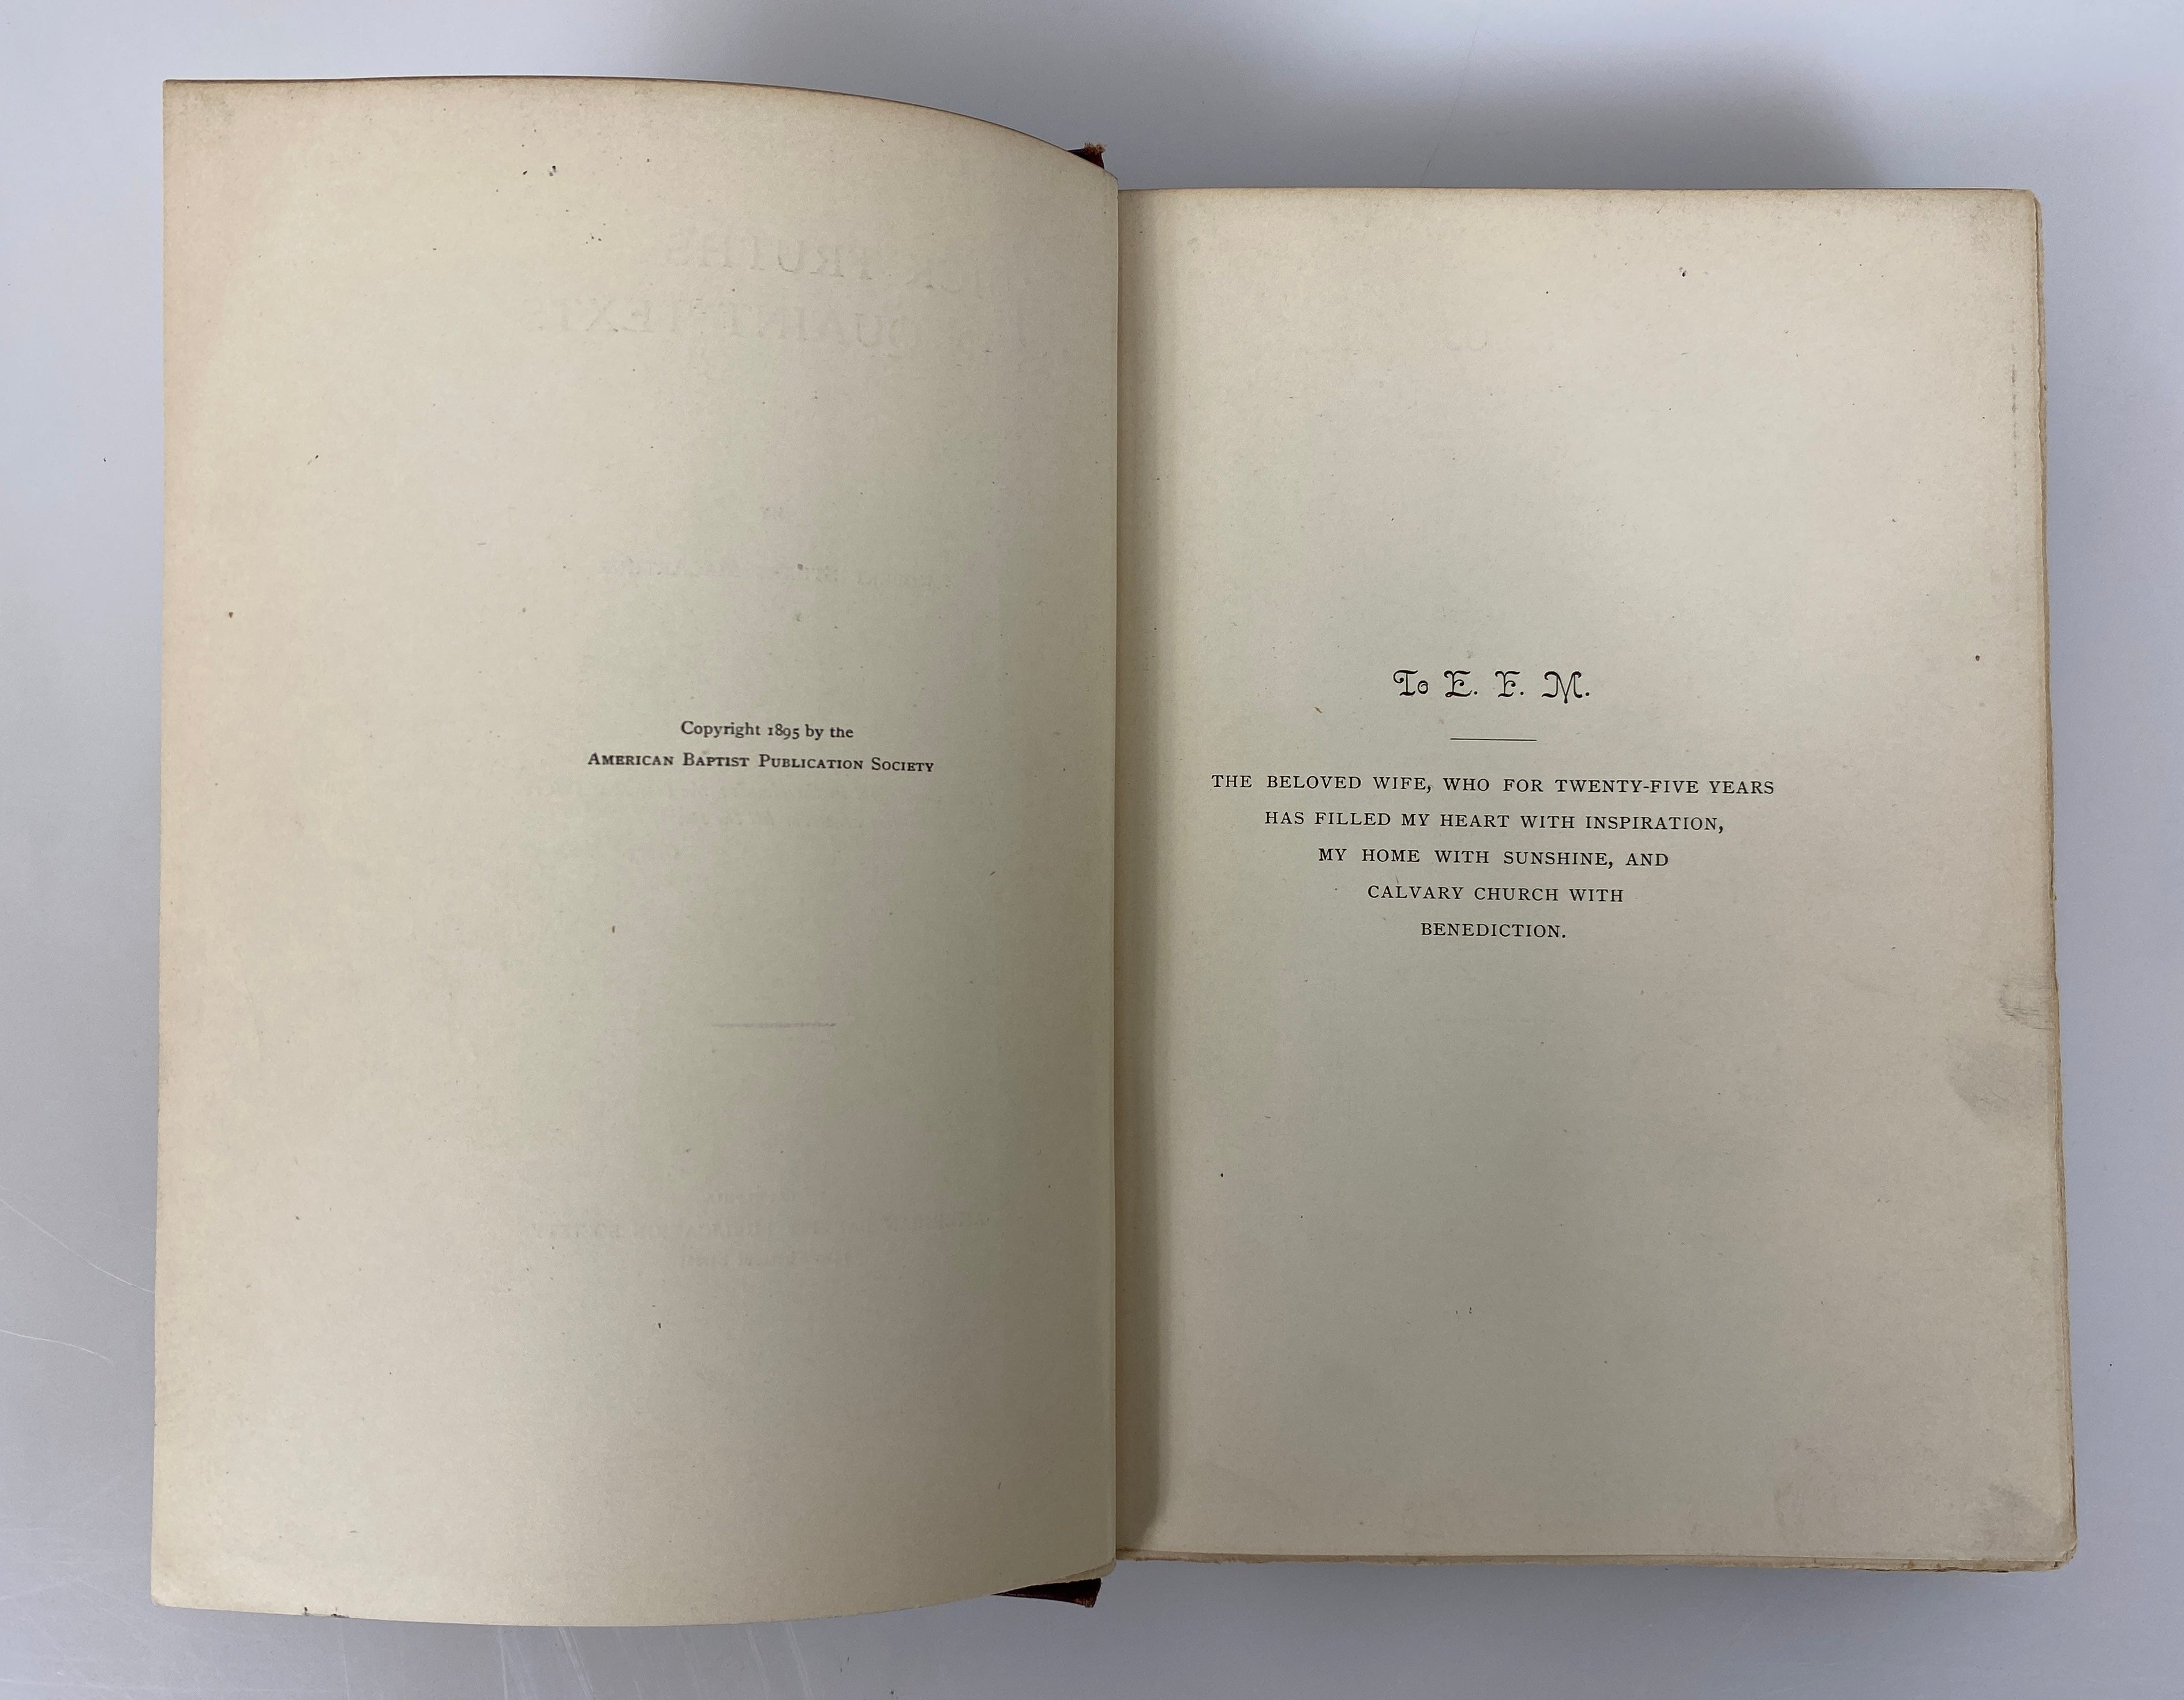 Copyright 1895 by the
AMERICAN BAPTIST PUBLICATION SOCIETY
To E. F. M.
THE BELOVED WIFE, WHO FOR TWENTY-FIVE YEARS
HAS FILLED MY HEART WITH INSPIRATION,
MY HOME WITH SUNSHINE, AND
CALVARY CHURCH WITH
BENEDICTION.